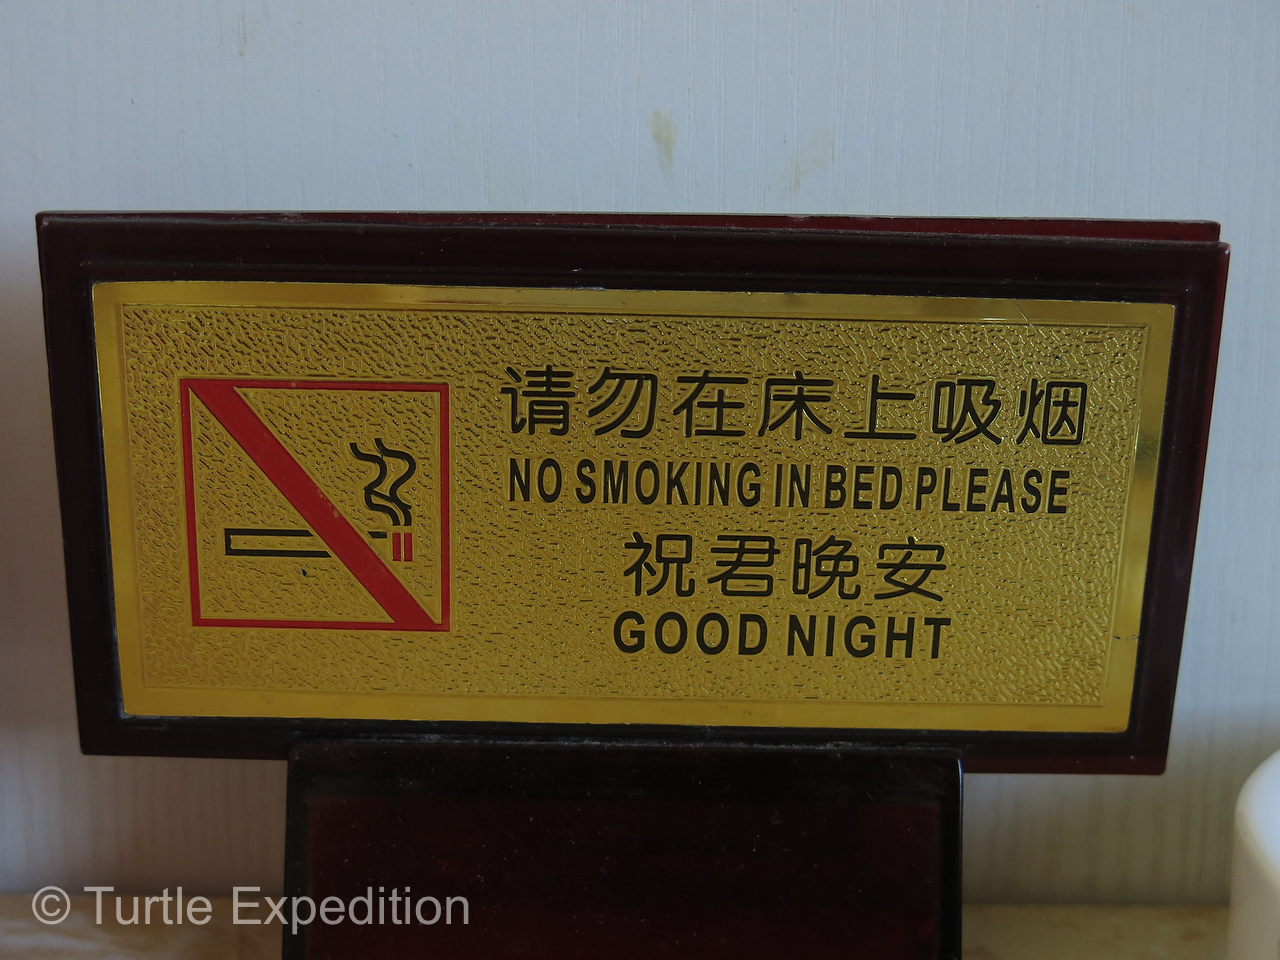 请勿在床上吸烟
NO SMOKING IN BED PLEASE
祝君晚安
GOOD NIGHT
© Turtle Expedition